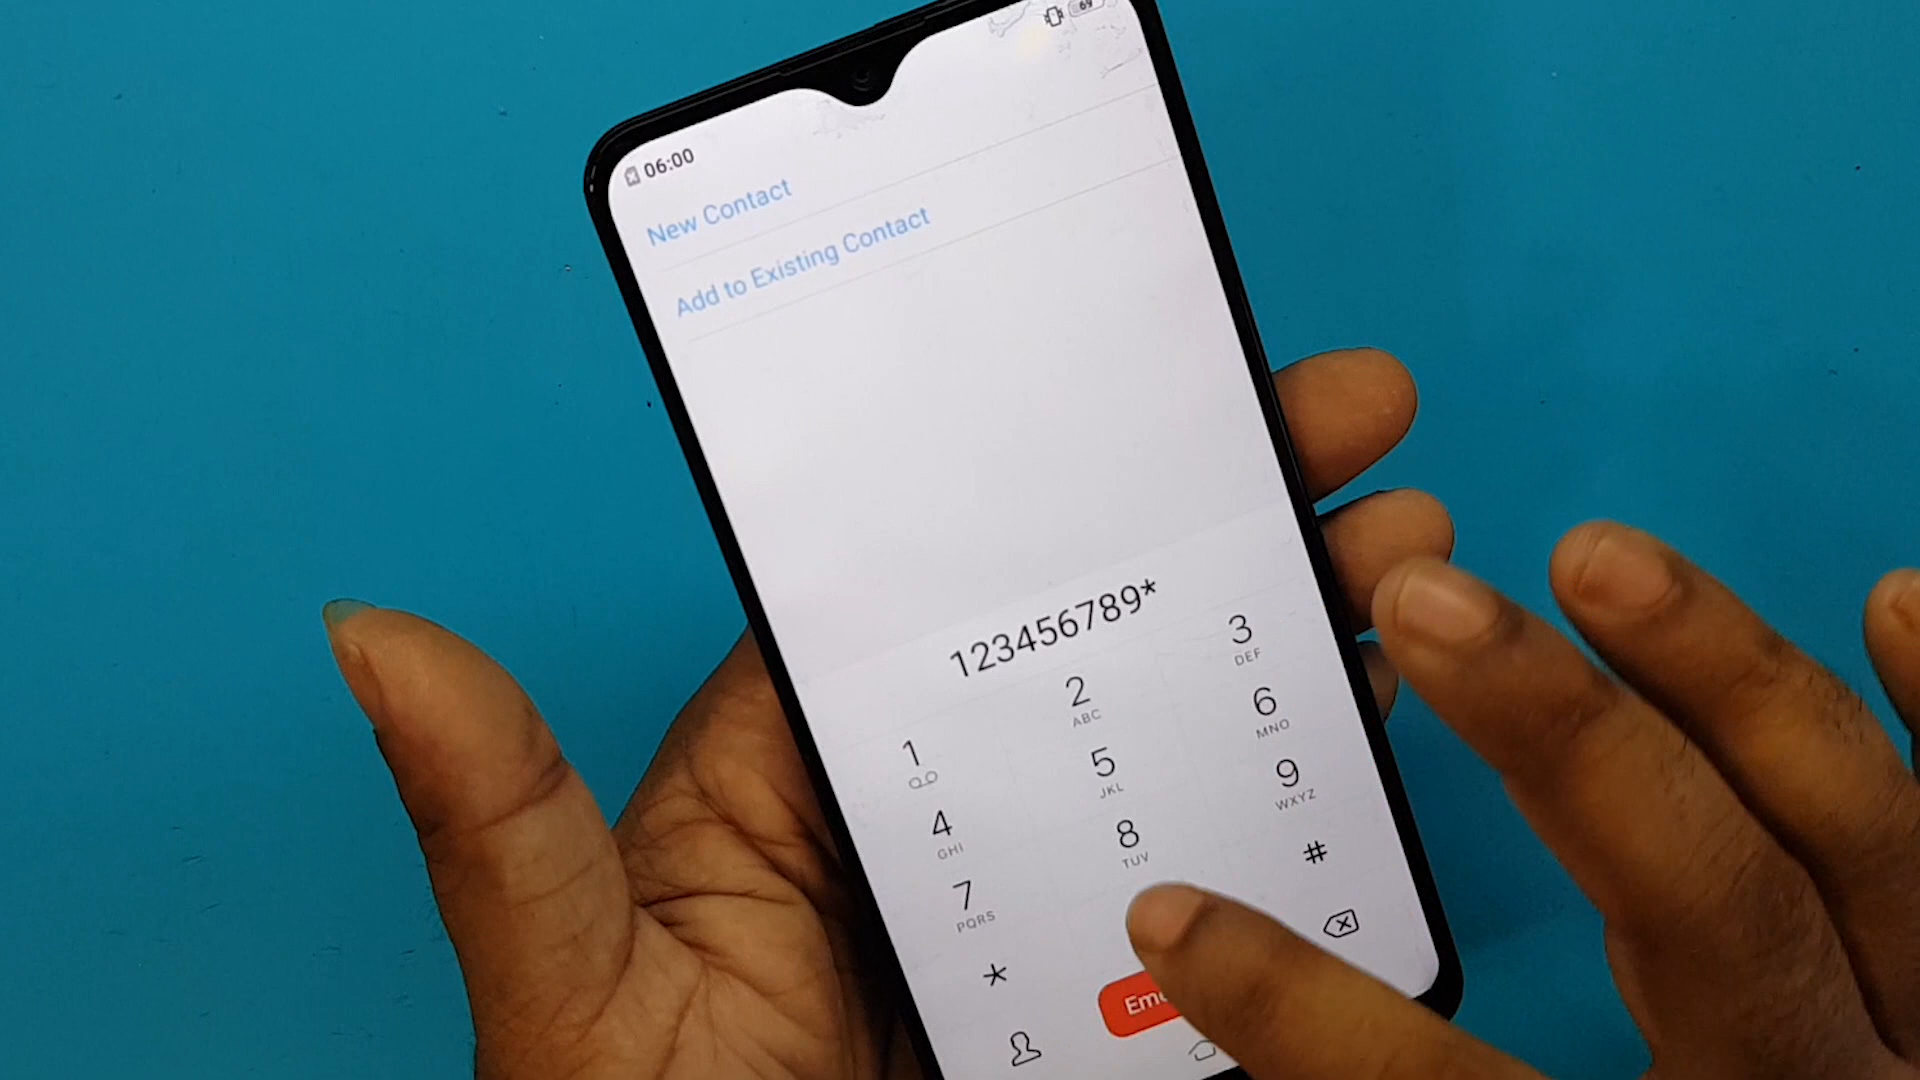 69
06:00
New Contact
Add to Existing Contact
123456789*
1
2 ABC
3 DEF
4 GHI
5 JKL
6 MNO
7 PQRS
8 TUV
9 WXYZ
*
#